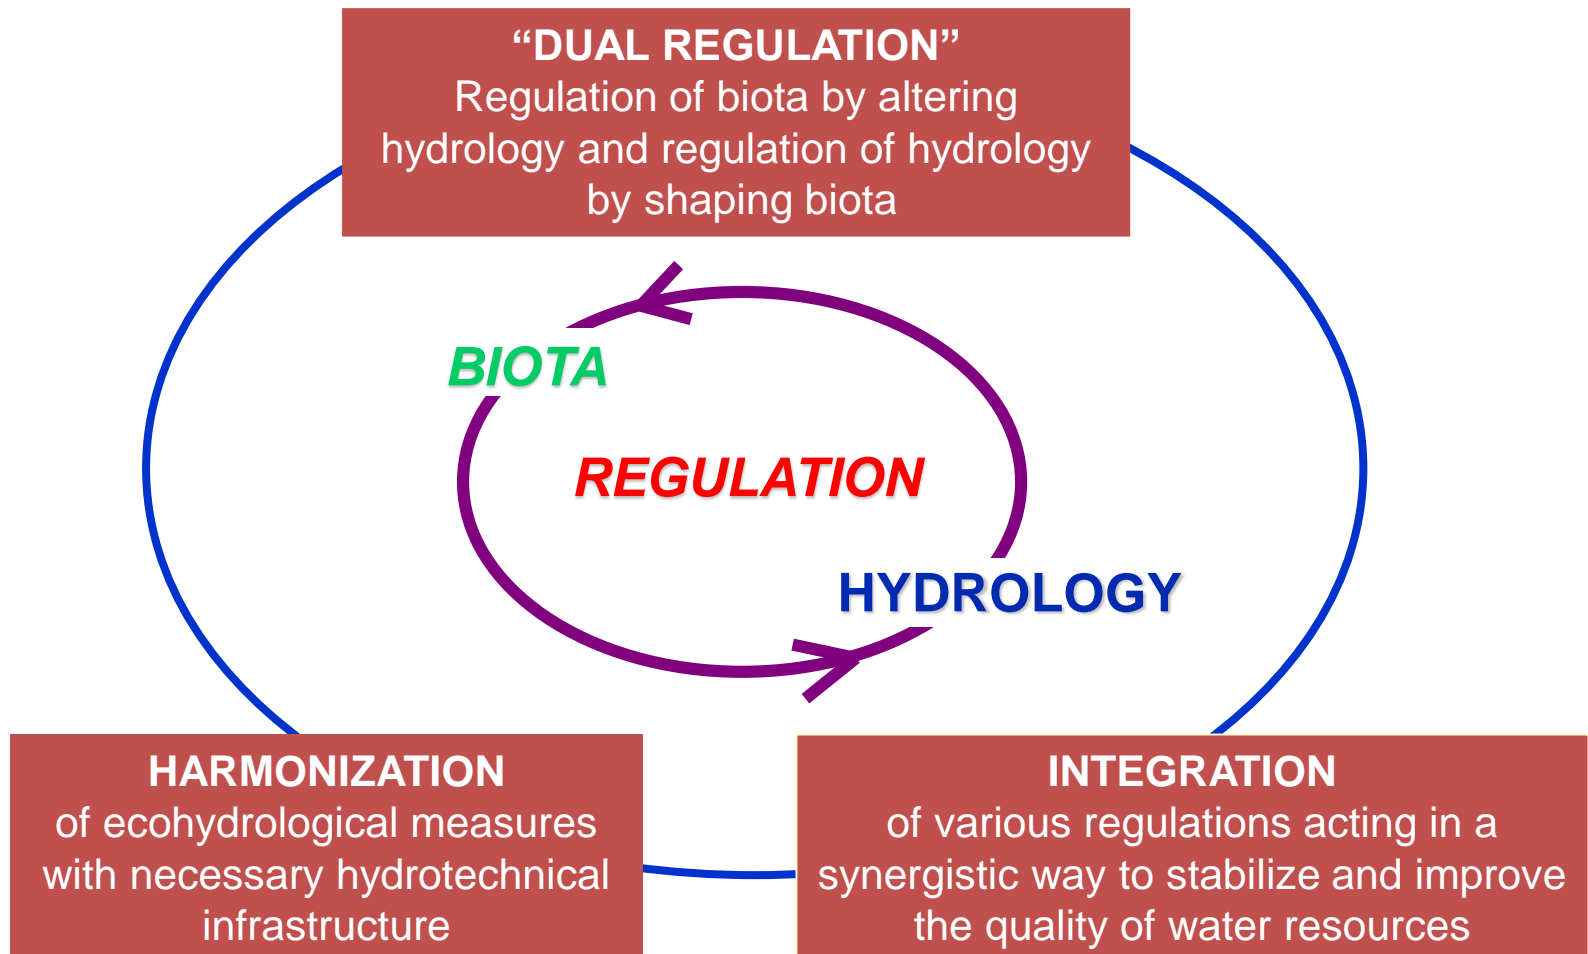 “DUAL REGULATION”
Regulation of biota by altering
hydrology and regulation of hydrology
by shaping biota
BIOTA
REGULATION
HYDROLOGY
HARMONIZATION
of ecohydrological measures
with necessary hydrotechnical
infrastructure
INTEGRATION
of various regulations acting in a
synergistic way to stabilize and improve
the quality of water resources